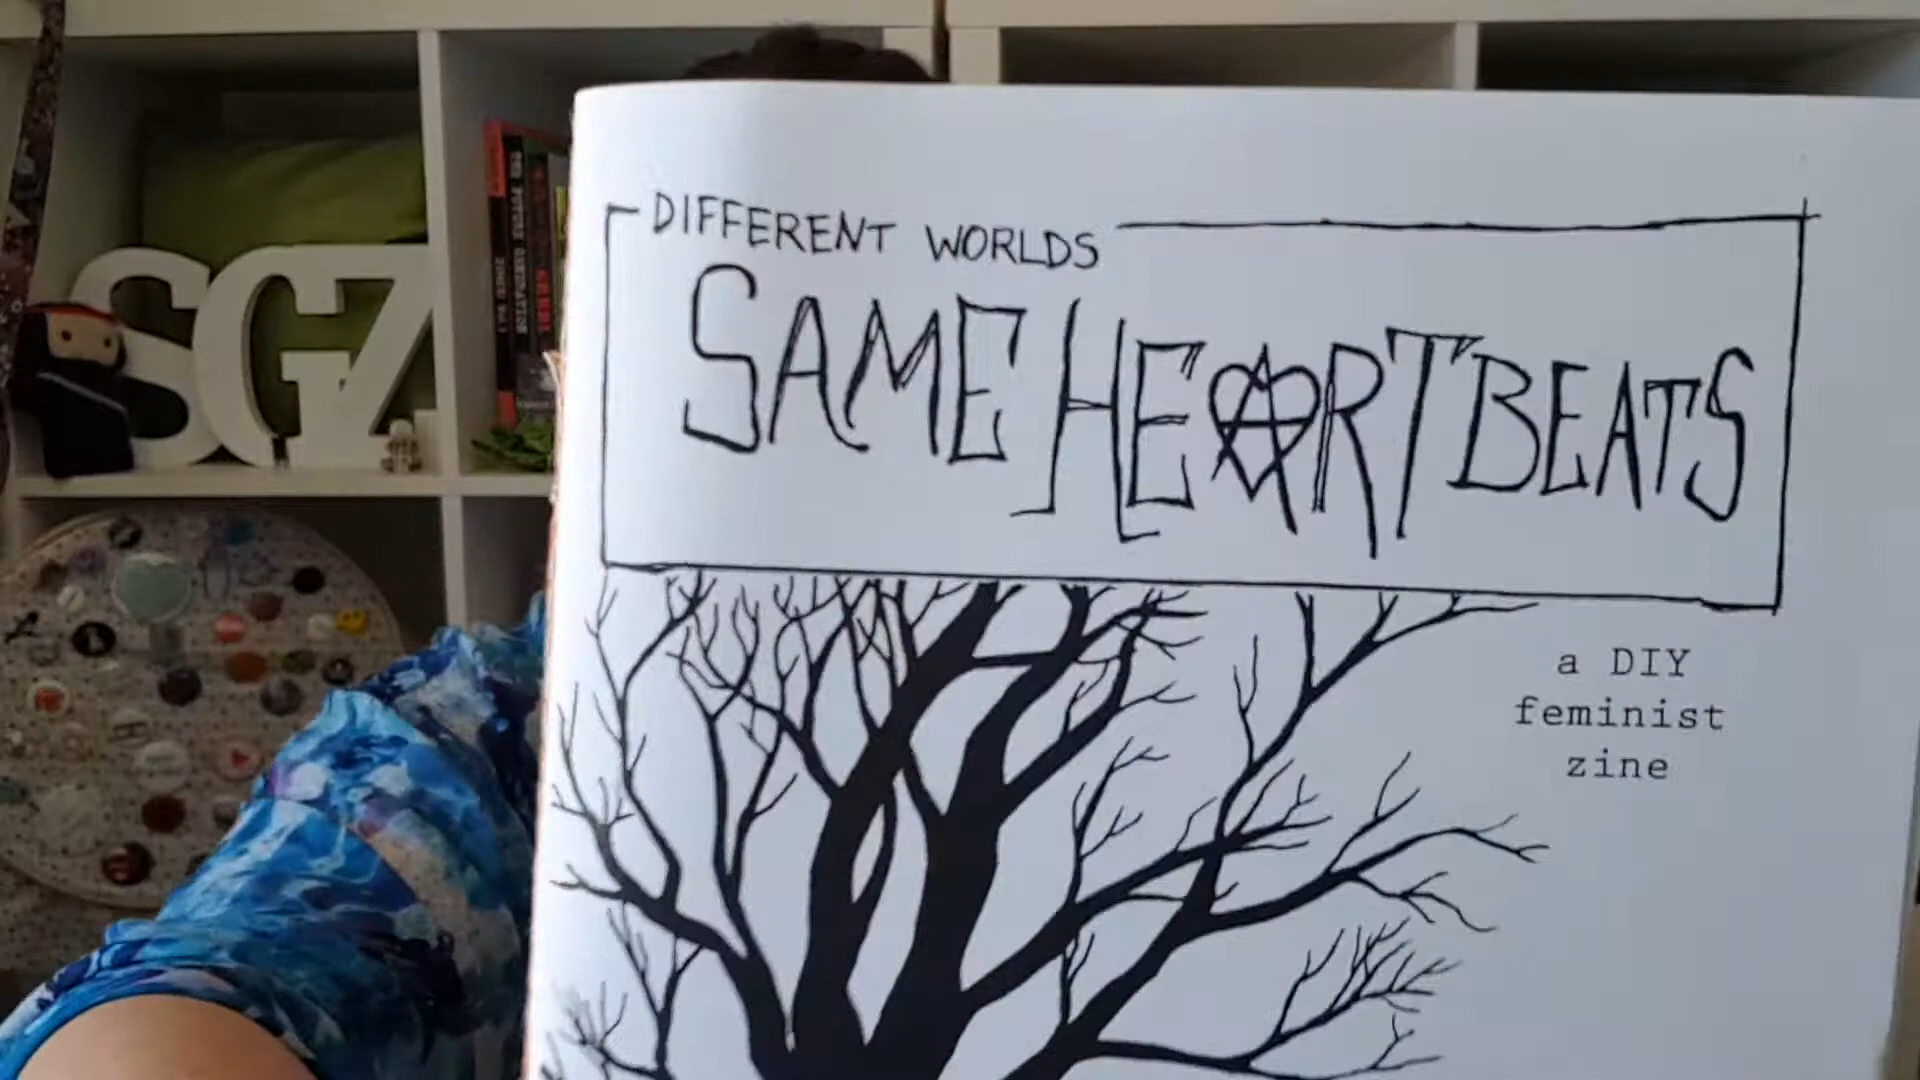 DIFFERENT WORLDS
SAME HEARTBEATS
a DIY
feminist
zine
SGZ